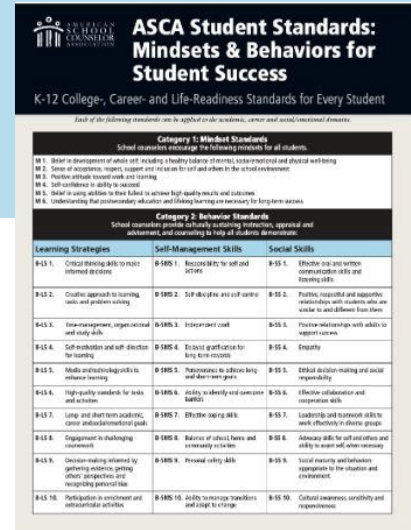 AMERICAN
SCHOOL
COUNSELOR
ASSOCIATION
ASCA Student Standards:
Mindsets & Behaviors for
Student Success
K-12 College-, Career- and Life-Readiness Standards for Every Student
Each of the following standards can be applied to the academic, career and social/emotional domains.
Category 1: Mindset Standards
School counselors encourage the following mindsets for all students.
M 1. Belief in development of whole self, including a healthy balance of mental, social/emotional and physical well-being
M 2. Sense of acceptance, respect, support and inclusion for self and others in the school environment
M 3. Positive attitude toward work and learning
M 4. Self-confidence in ability to succeed
M 5. Belief in using abilities to their fullest to achieve high-quality results and outcomes
M 6. Understanding that postsecondary education and lifelong learning are necessary for long-term success
Category 2: Behavior Standards
School counselors provide culturally sustaining instruction, appraisal and
advisement, and counseling to help all students demonstrate:
Learning Strategies Self-Management Skills Social Skills
B-LS 1. Critical thinking skills to make
informed decisions
B-SMS 1. Responsibility for self and
actions
B-SS 1. Effective oral and written
communication skills and
listening skills
B-LS 2. Creative approach to learning,
tasks and problem solving
B-SMS 2. Self-discipline and self-control
B-SS 2. Positive, respectful and supportive
relationships with students who are
similar to and different from them
B-LS 3. Time-management, organizational
and study skills
B-SMS 3. Independent work
B-SS 3. Positive relationships with adults to
support success
B-LS 4. Self-motivation and self-direction
for learning
B-SMS 4. Delayed gratification for
long-term rewards
B-SS 4. Empathy
B-LS 5. Media and technology skills to
enhance learning
B-SMS 5. Perseverance to achieve long-
and short-term goals
B-SS 5. Ethical decision-making and social
responsibility
B-LS 6. High-quality standards for tasks
and activities
B-SMS 6. Ability to identify and overcome
barriers
B-SS 6. Effective collaboration and
cooperation skills
B-LS 7. Long- and short-term academic,
career and social/emotional goals
B-SMS 7. Effective coping skills
B-SS 7. Leadership and teamwork skills to
work effectively in diverse groups
B-LS 8. Engagement in challenging
coursework
B-SMS 8. Balance of school, home and
community activities
B-SS 8. Advocacy skills for self and others and
ability to assert self, when necessary
B-LS 9. Decision-making informed by
gathering evidence, getting
others' perspectives and
recognizing personal bias
B-SMS 9. Personal safety skills
B-SS 9. Social maturity and behaviors
appropriate to the situation and
environment
B-LS 10. Participation in enrichment and
extracurricular activities
B-SMS 10. Ability to manage transitions
and adapt to change
B-SS 10. Cultural awareness, sensitivity and
responsiveness